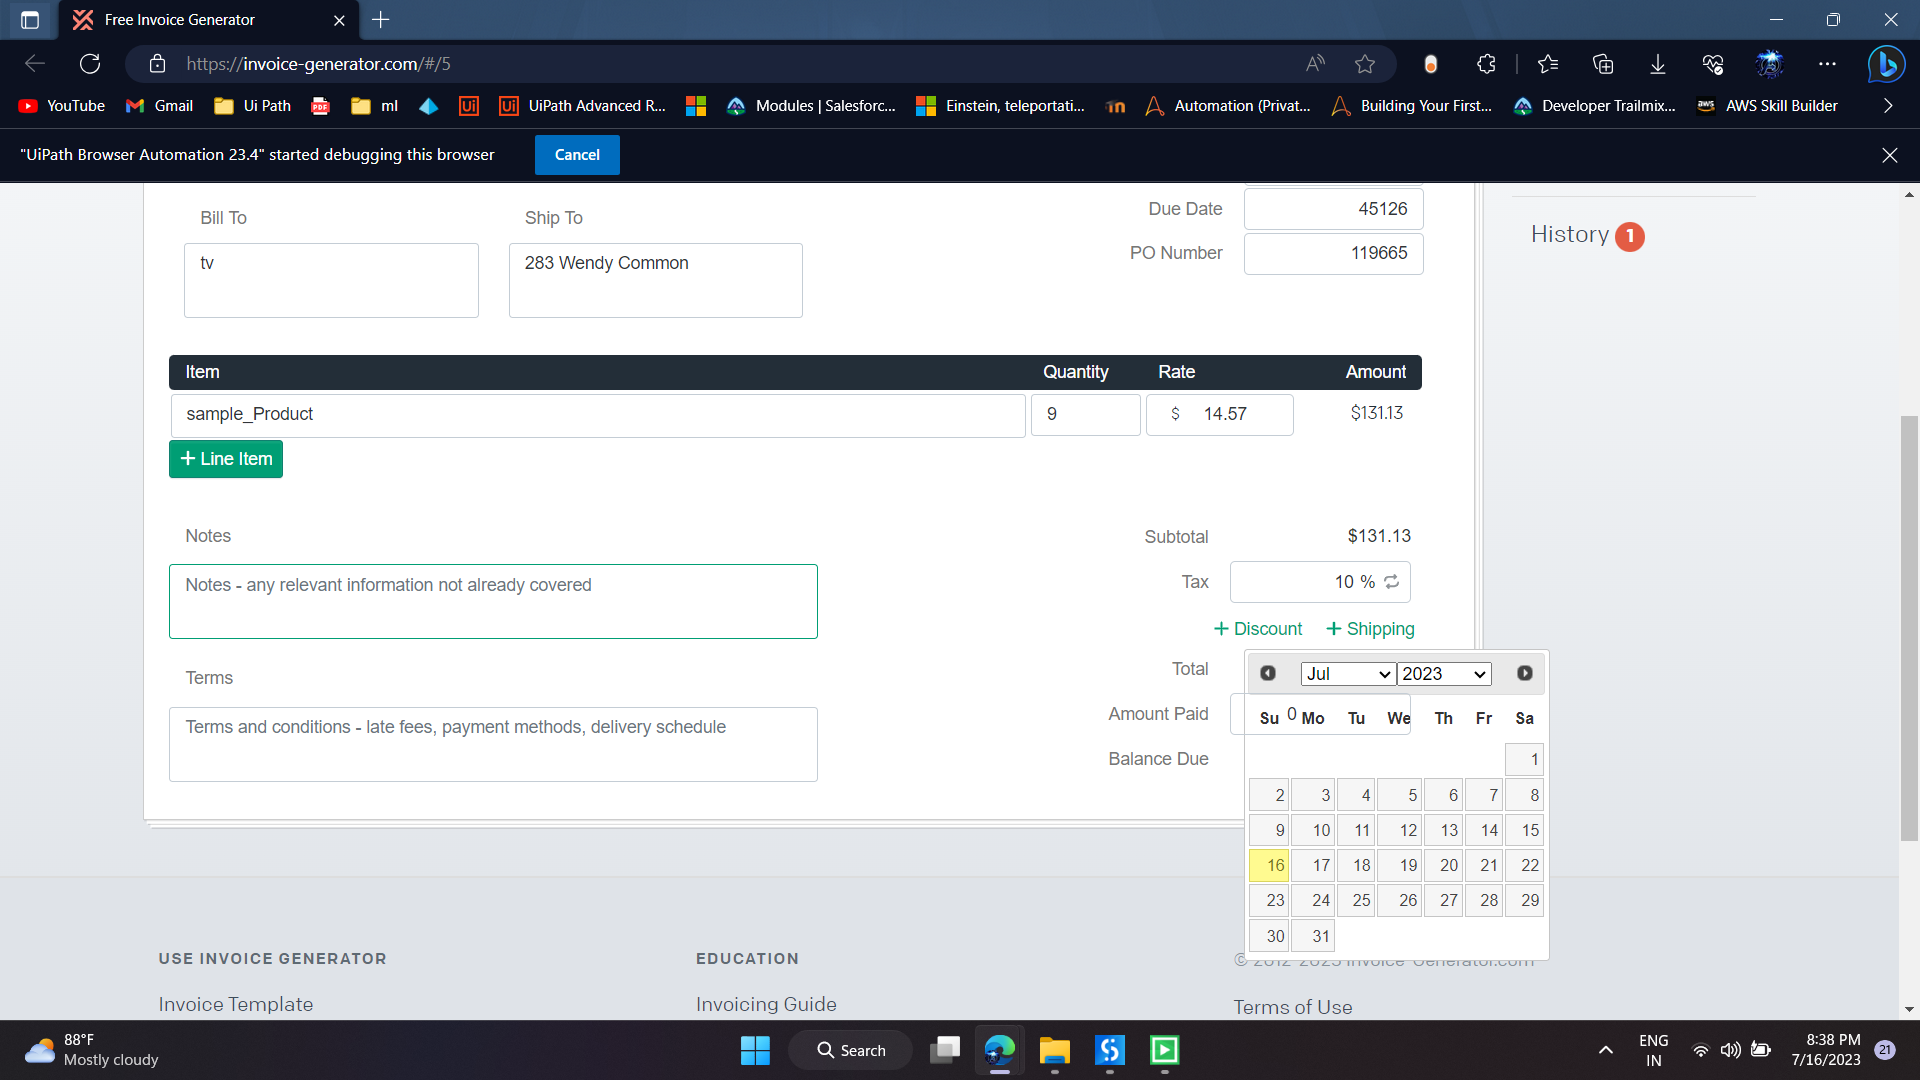 Free Invoice Generator
https://invoice-generator.com/#/5
YouTube Gmail Ui Path PDF ml Ui Ui UiPath Advanced R... Modules | Salesforc... Einstein, teleportati... Automation (Privat... Building Your First... Developer Trailmix... aws AWS Skill Builder
"UiPath Browser Automation 23.4" started debugging this browser Cancel
Due Date 45126
Bill To Ship To
History 1
PO Number 119665
tv 283 Wendy Common
Item Quantity Rate Amount
sample_Product 9 $ 14.57 $131.13
+ Line Item
Notes
Subtotal $131.13
Notes - any relevant information not already covered
Tax 10 %
+ Discount + Shipping
Total
Jul 2023
Terms
Amount Paid 0
Su Mo Tu We Th Fr Sa
Terms and conditions - late fees, payment methods, delivery schedule
Balance Due
1
2 3 4 5 6 7 8
9 10 11 12 13 14 15
16 17 18 19 20 21 22
23 24 25 26 27 28 29
30 31
USE INVOICE GENERATOR EDUCATION © 2012-2023 Invoice-Generator.com
Invoice Template Invoicing Guide Terms of Use
88°F
Mostly cloudy
Search
ENG
IN
8:38 PM
7/16/2023
21